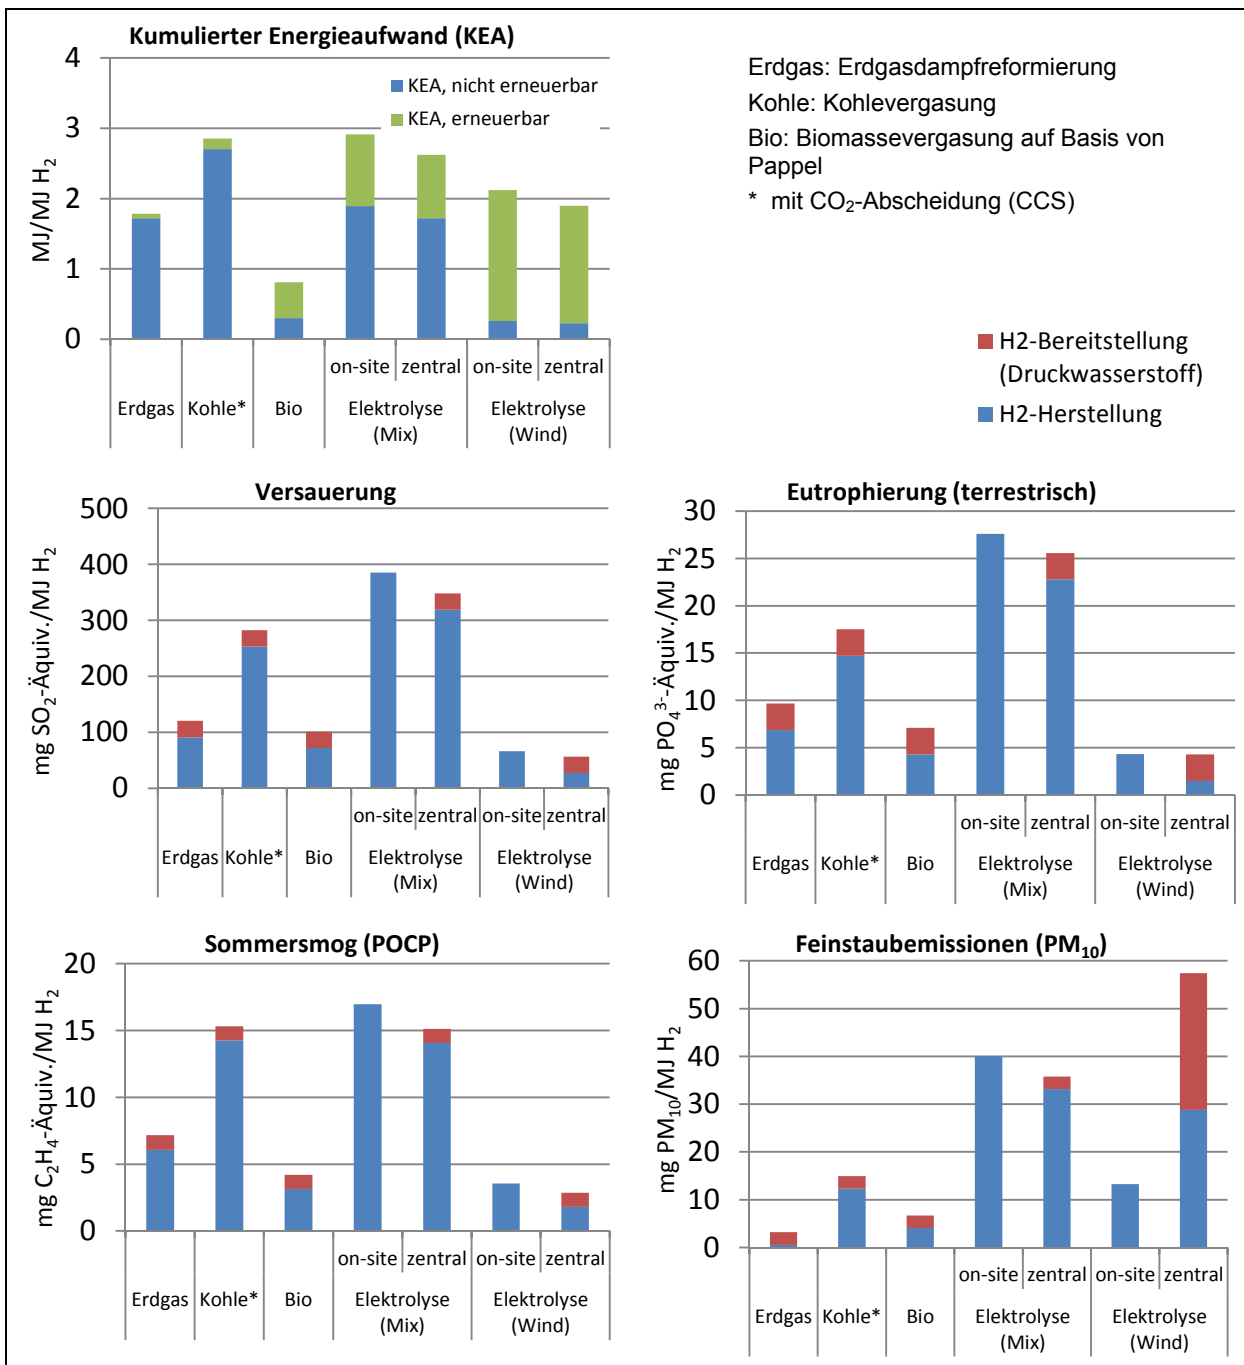 Kumulierter Energieaufwand (KEA)
4
3
2
1
0
MJ/MJ H2
KEA, nicht erneuerbar
KEA, erneuerbar
on-site zentral on-site zentral
Erdgas Kohle* Bio Elektrolyse Elektrolyse
(Mix) (Wind)
Erdgas: Erdgasdampfreformierung
Kohle: Kohlevergasung
Bio: Biomassevergasung auf Basis von
Pappel
* mit CO2-Abscheidung (CCS)
H2-Bereitstellung
(Druckwasserstoff)
H2-Herstellung
Versauerung
500
400
300
200
100
0
mg SO2-Äquiv./MJ H2
on-site zentral on-site zentral
Erdgas Kohle* Bio Elektrolyse Elektrolyse
(Mix) (Wind)
Eutrophierung (terrestrisch)
30
25
20
15
10
5
0
mg PO4 3--Äquiv./MJ H2
on-site zentral on-site zentral
Erdgas Kohle* Bio Elektrolyse Elektrolyse
(Mix) (Wind)
Sommersmog (POCP)
20
15
10
5
0
mg C2H4-Äquiv./MJ H2
on-site zentral on-site zentral
Erdgas Kohle* Bio Elektrolyse Elektrolyse
(Mix) (Wind)
Feinstaubemissionen (PM10)
60
50
40
30
20
10
0
mg PM10/MJ H2
on-site zentral on-site zentral
Erdgas Kohle* Bio Elektrolyse Elektrolyse
(Mix) (Wind)